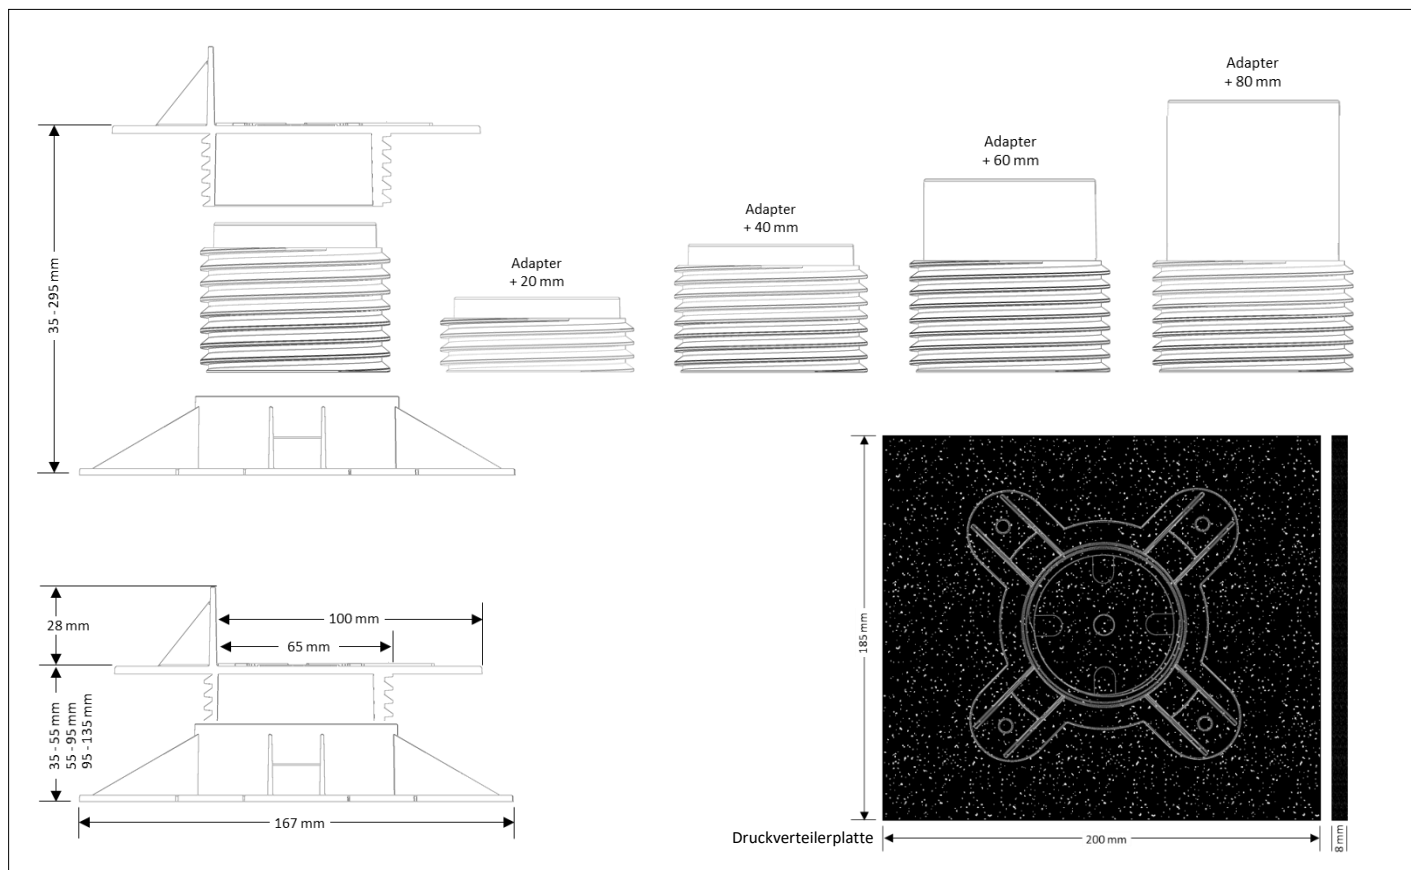 Adapter
+ 80 mm
Adapter
+ 60 mm
Adapter
+ 40 mm
Adapter
+ 20 mm
35 - 295 mm
28 mm
100 mm
65 mm
35 - 55 mm
55 - 95 mm
95 - 135 mm
167 mm
185 mm
Druckverteilerplatte
200 mm
8 mm